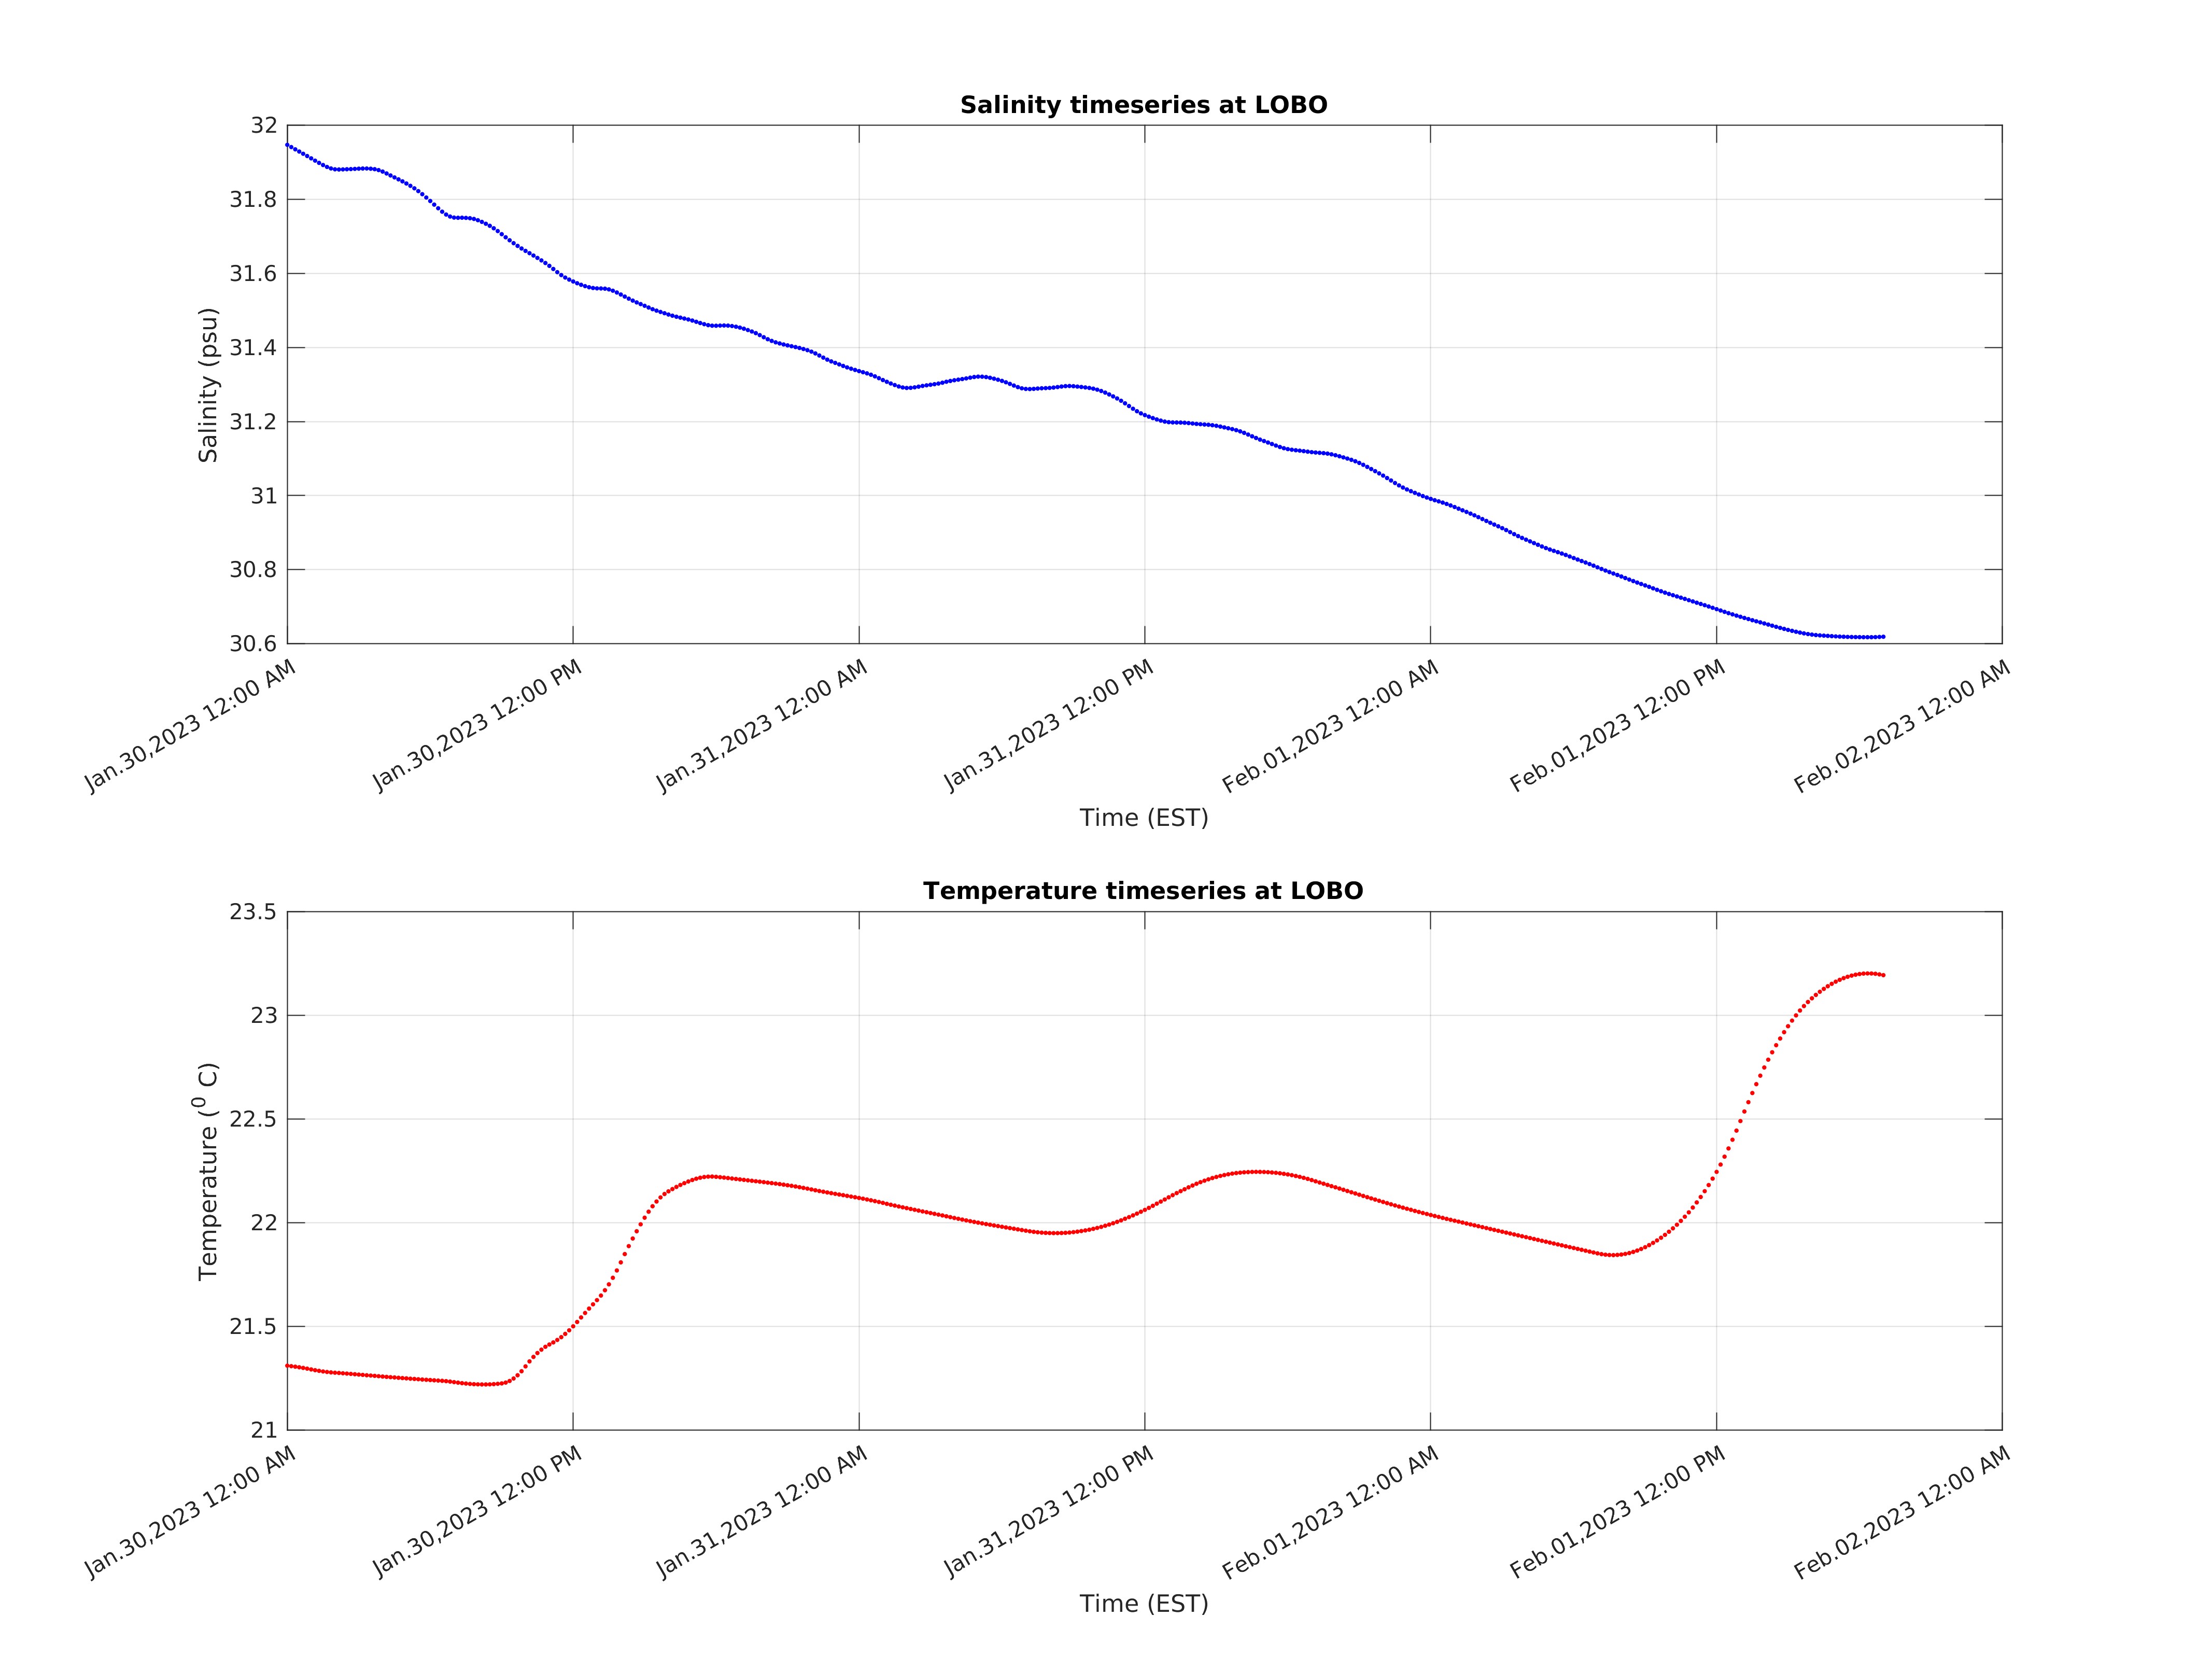 Salinity timeseries at LOBO
32
31.8
31.6
31.4
31.2
31
30.8
30.6
Salinity (psu)
Jan.30,2023 12:00 AM
Jan.30,2023 12:00 PM
Jan.31,2023 12:00 AM
Jan.31,2023 12:00 PM
Feb.01,2023 12:00 AM
Feb.01,2023 12:00 PM
Feb.02,2023 12:00 AM
Time (EST)
Temperature timeseries at LOBO
23.5
23
22.5
22
21.5
21
Temperature (⁰ C)
Jan.30,2023 12:00 AM
Jan.30,2023 12:00 PM
Jan.31,2023 12:00 AM
Jan.31,2023 12:00 PM
Feb.01,2023 12:00 AM
Feb.01,2023 12:00 PM
Feb.02,2023 12:00 AM
Time (EST)